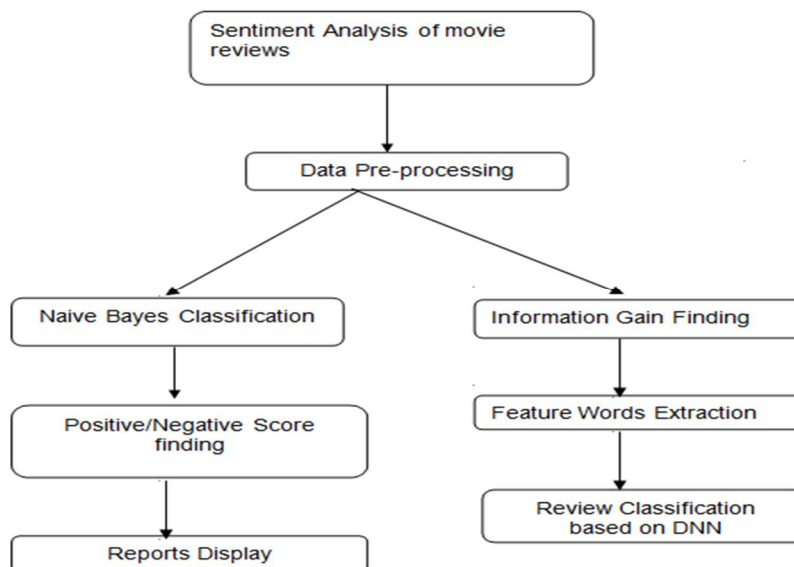 Sentiment Analysis of movie
reviews
Data Pre-processing
Naive Bayes Classification
Information Gain Finding
Positive/Negative Score
finding
Feature Words Extraction
Review Classification
based on DNN
Reports Display